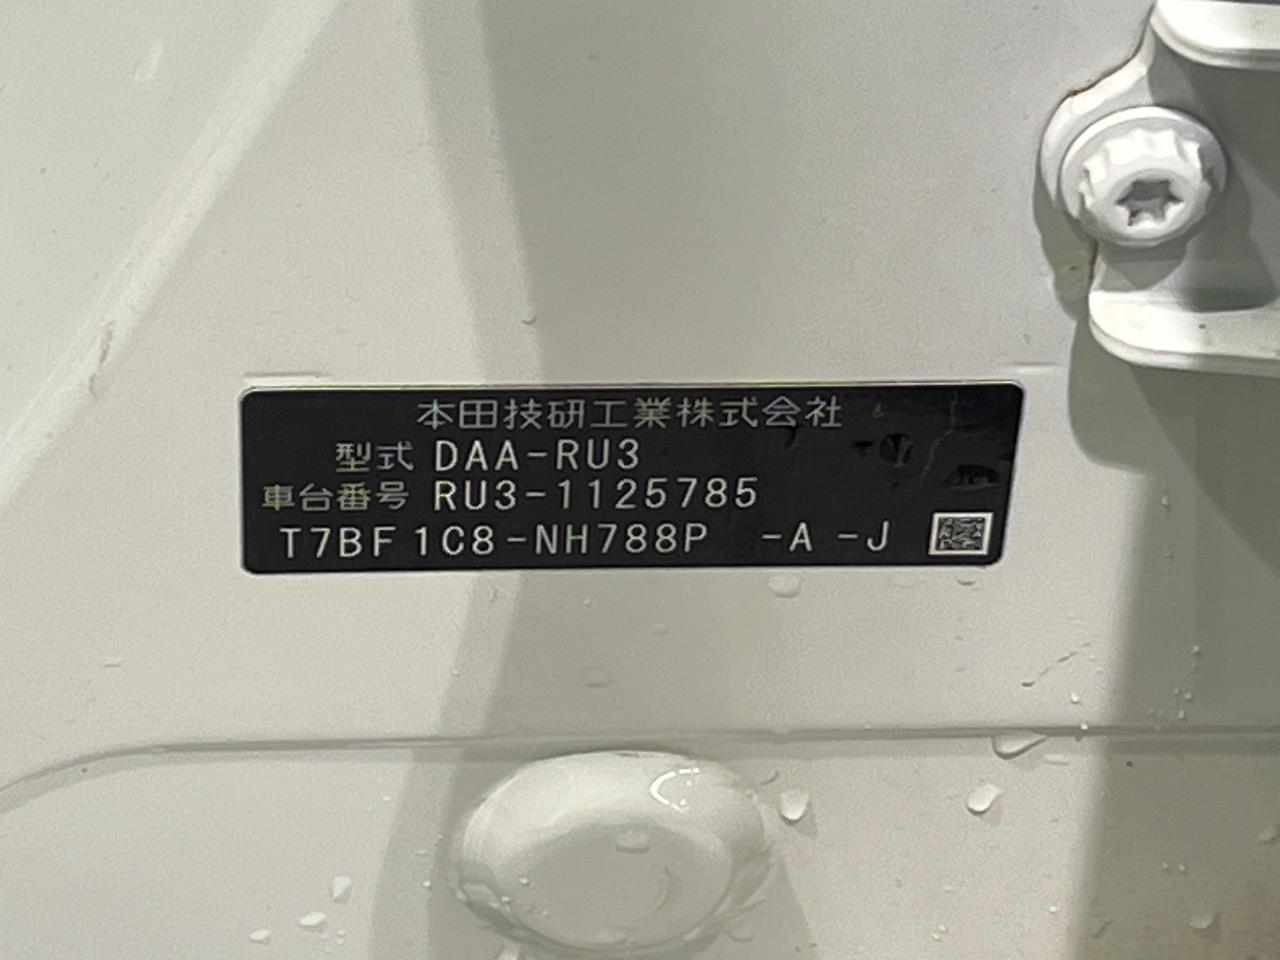 本田技研工業株式会社
型式 DAA-RU3
車台番号 RU3-1125785
T7BF1C8-NH788P -A -J